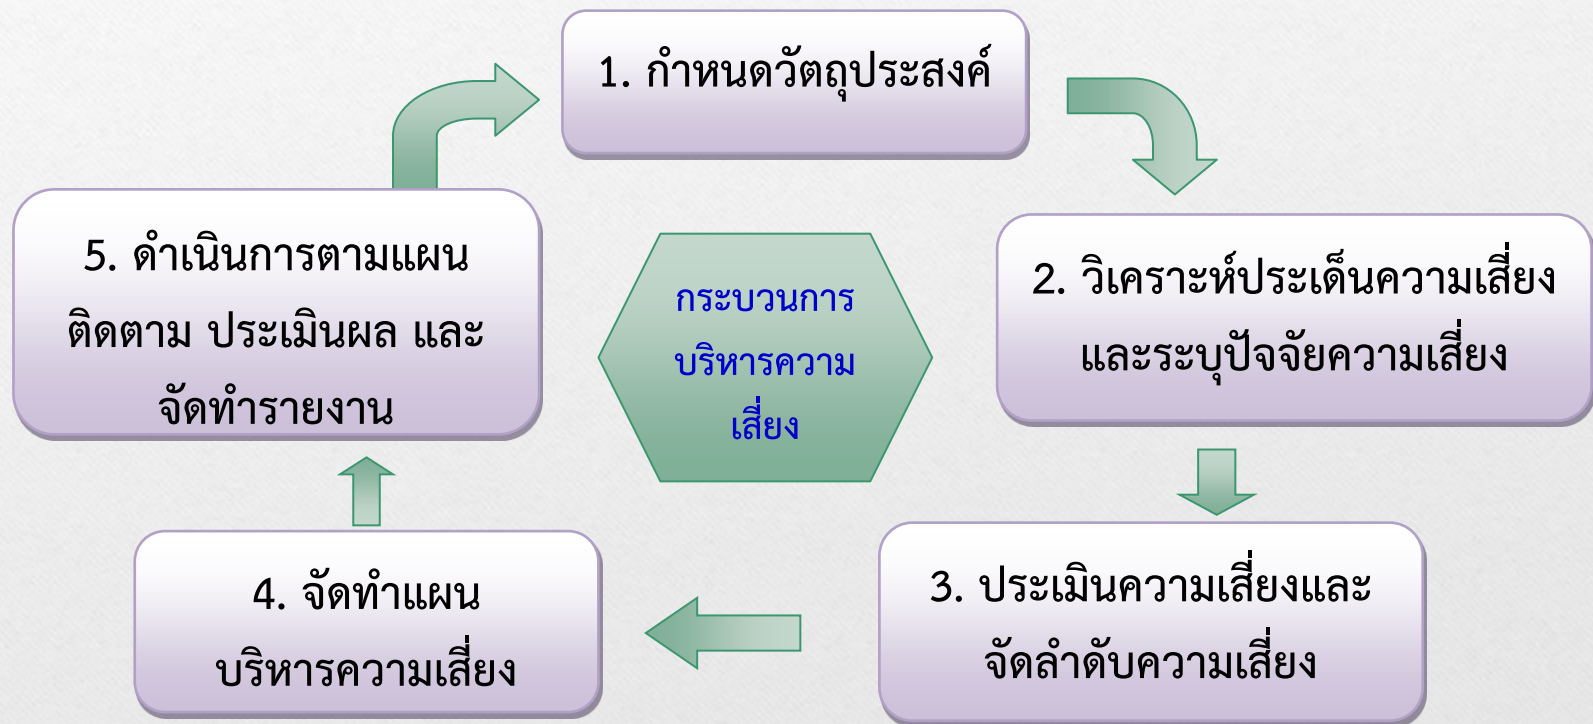 1. กำหนดวัตถุประสงค์
2. วิเคราะห์ประเด็นความเสี่ยง
และระบุปัจจัยความเสี่ยง
3. ประเมินความเสี่ยงและ
จัดลำดับความเสี่ยง
4. จัดทำแผน
บริหารความเสี่ยง
5. ดำเนินการตามแผน
ติดตาม ประเมินผล และ
จัดทำรายงาน
กระบวนการ
บริหารความ
เสี่ยง